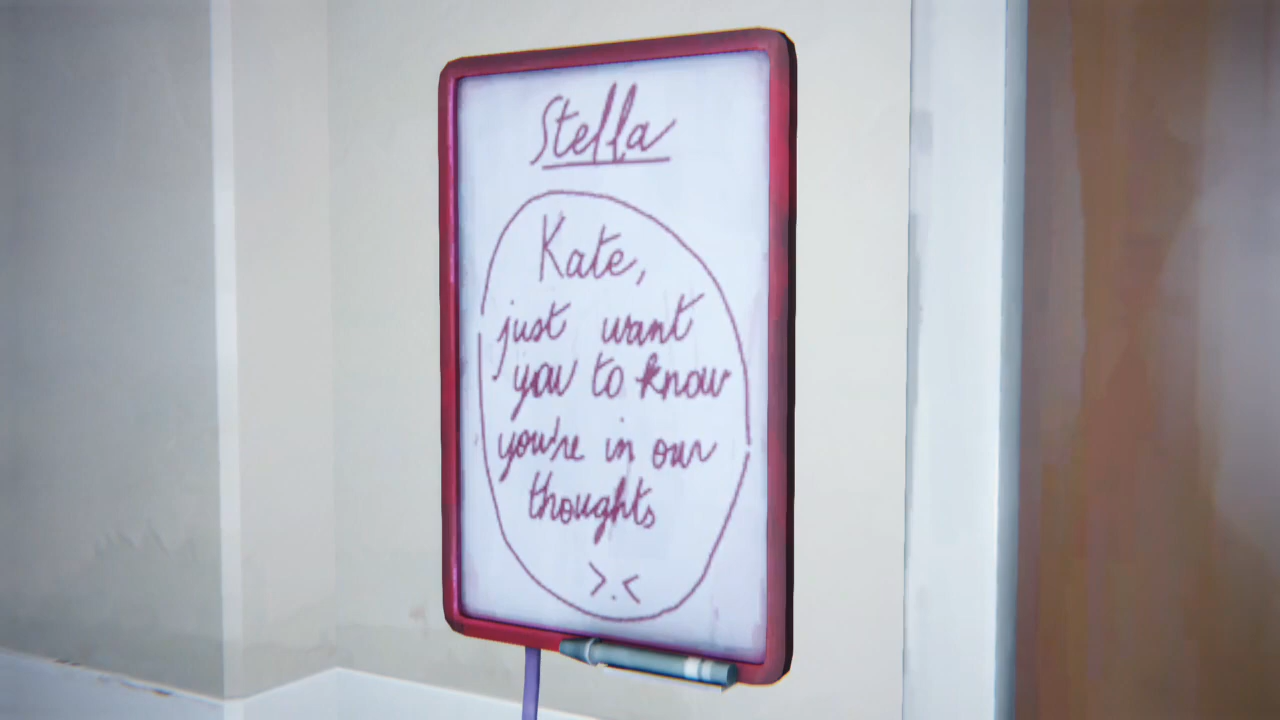 Stella
Kate,
just want
you to know
you're in our
thoughts
>.<